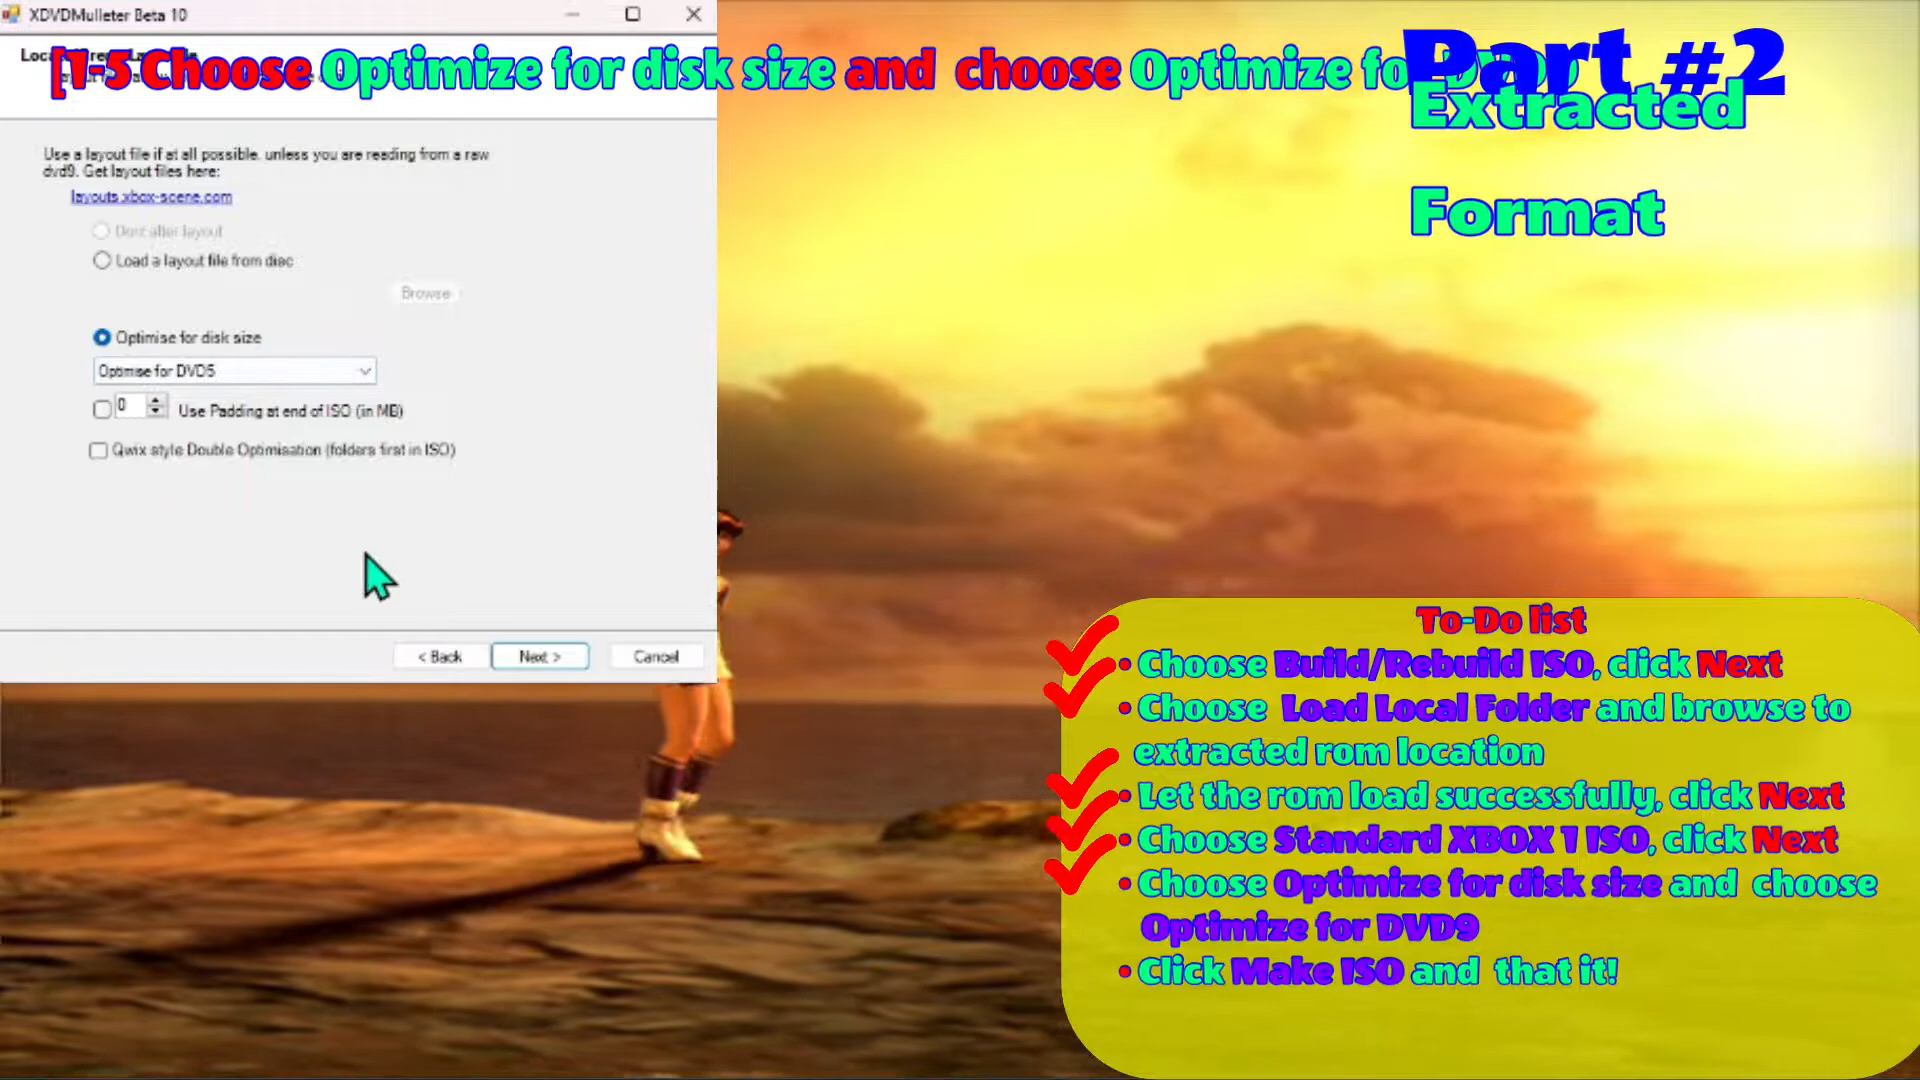 XDVDMulleter Beta 10
[1-5 Choose Optimize for disk size and choose Optimize for
Part #2
Extracted
Format
Use a layout file if at all possible. unless you are reading from a raw
dvd9. Get layout files here:
layouts.xbox-scene.com
Dont alter layout
Load a layout file from disc
Browse
Optimise for disk size
Optimise for DVD5
0
Use Padding at end of ISO (in MB)
Qwix style Double Optimisation (folders first in ISO)
< Back
Next >
Cancel
To-Do list
• Choose Build/Rebuild ISO, click Next
• Choose Load Local Folder and browse to
extracted rom location
• Let the rom load successfully, click Next
• Choose Standard XBOX 1 ISO, click Next
• Choose Optimize for disk size and choose
Optimize for DVD9
• Click Make ISO and that it!